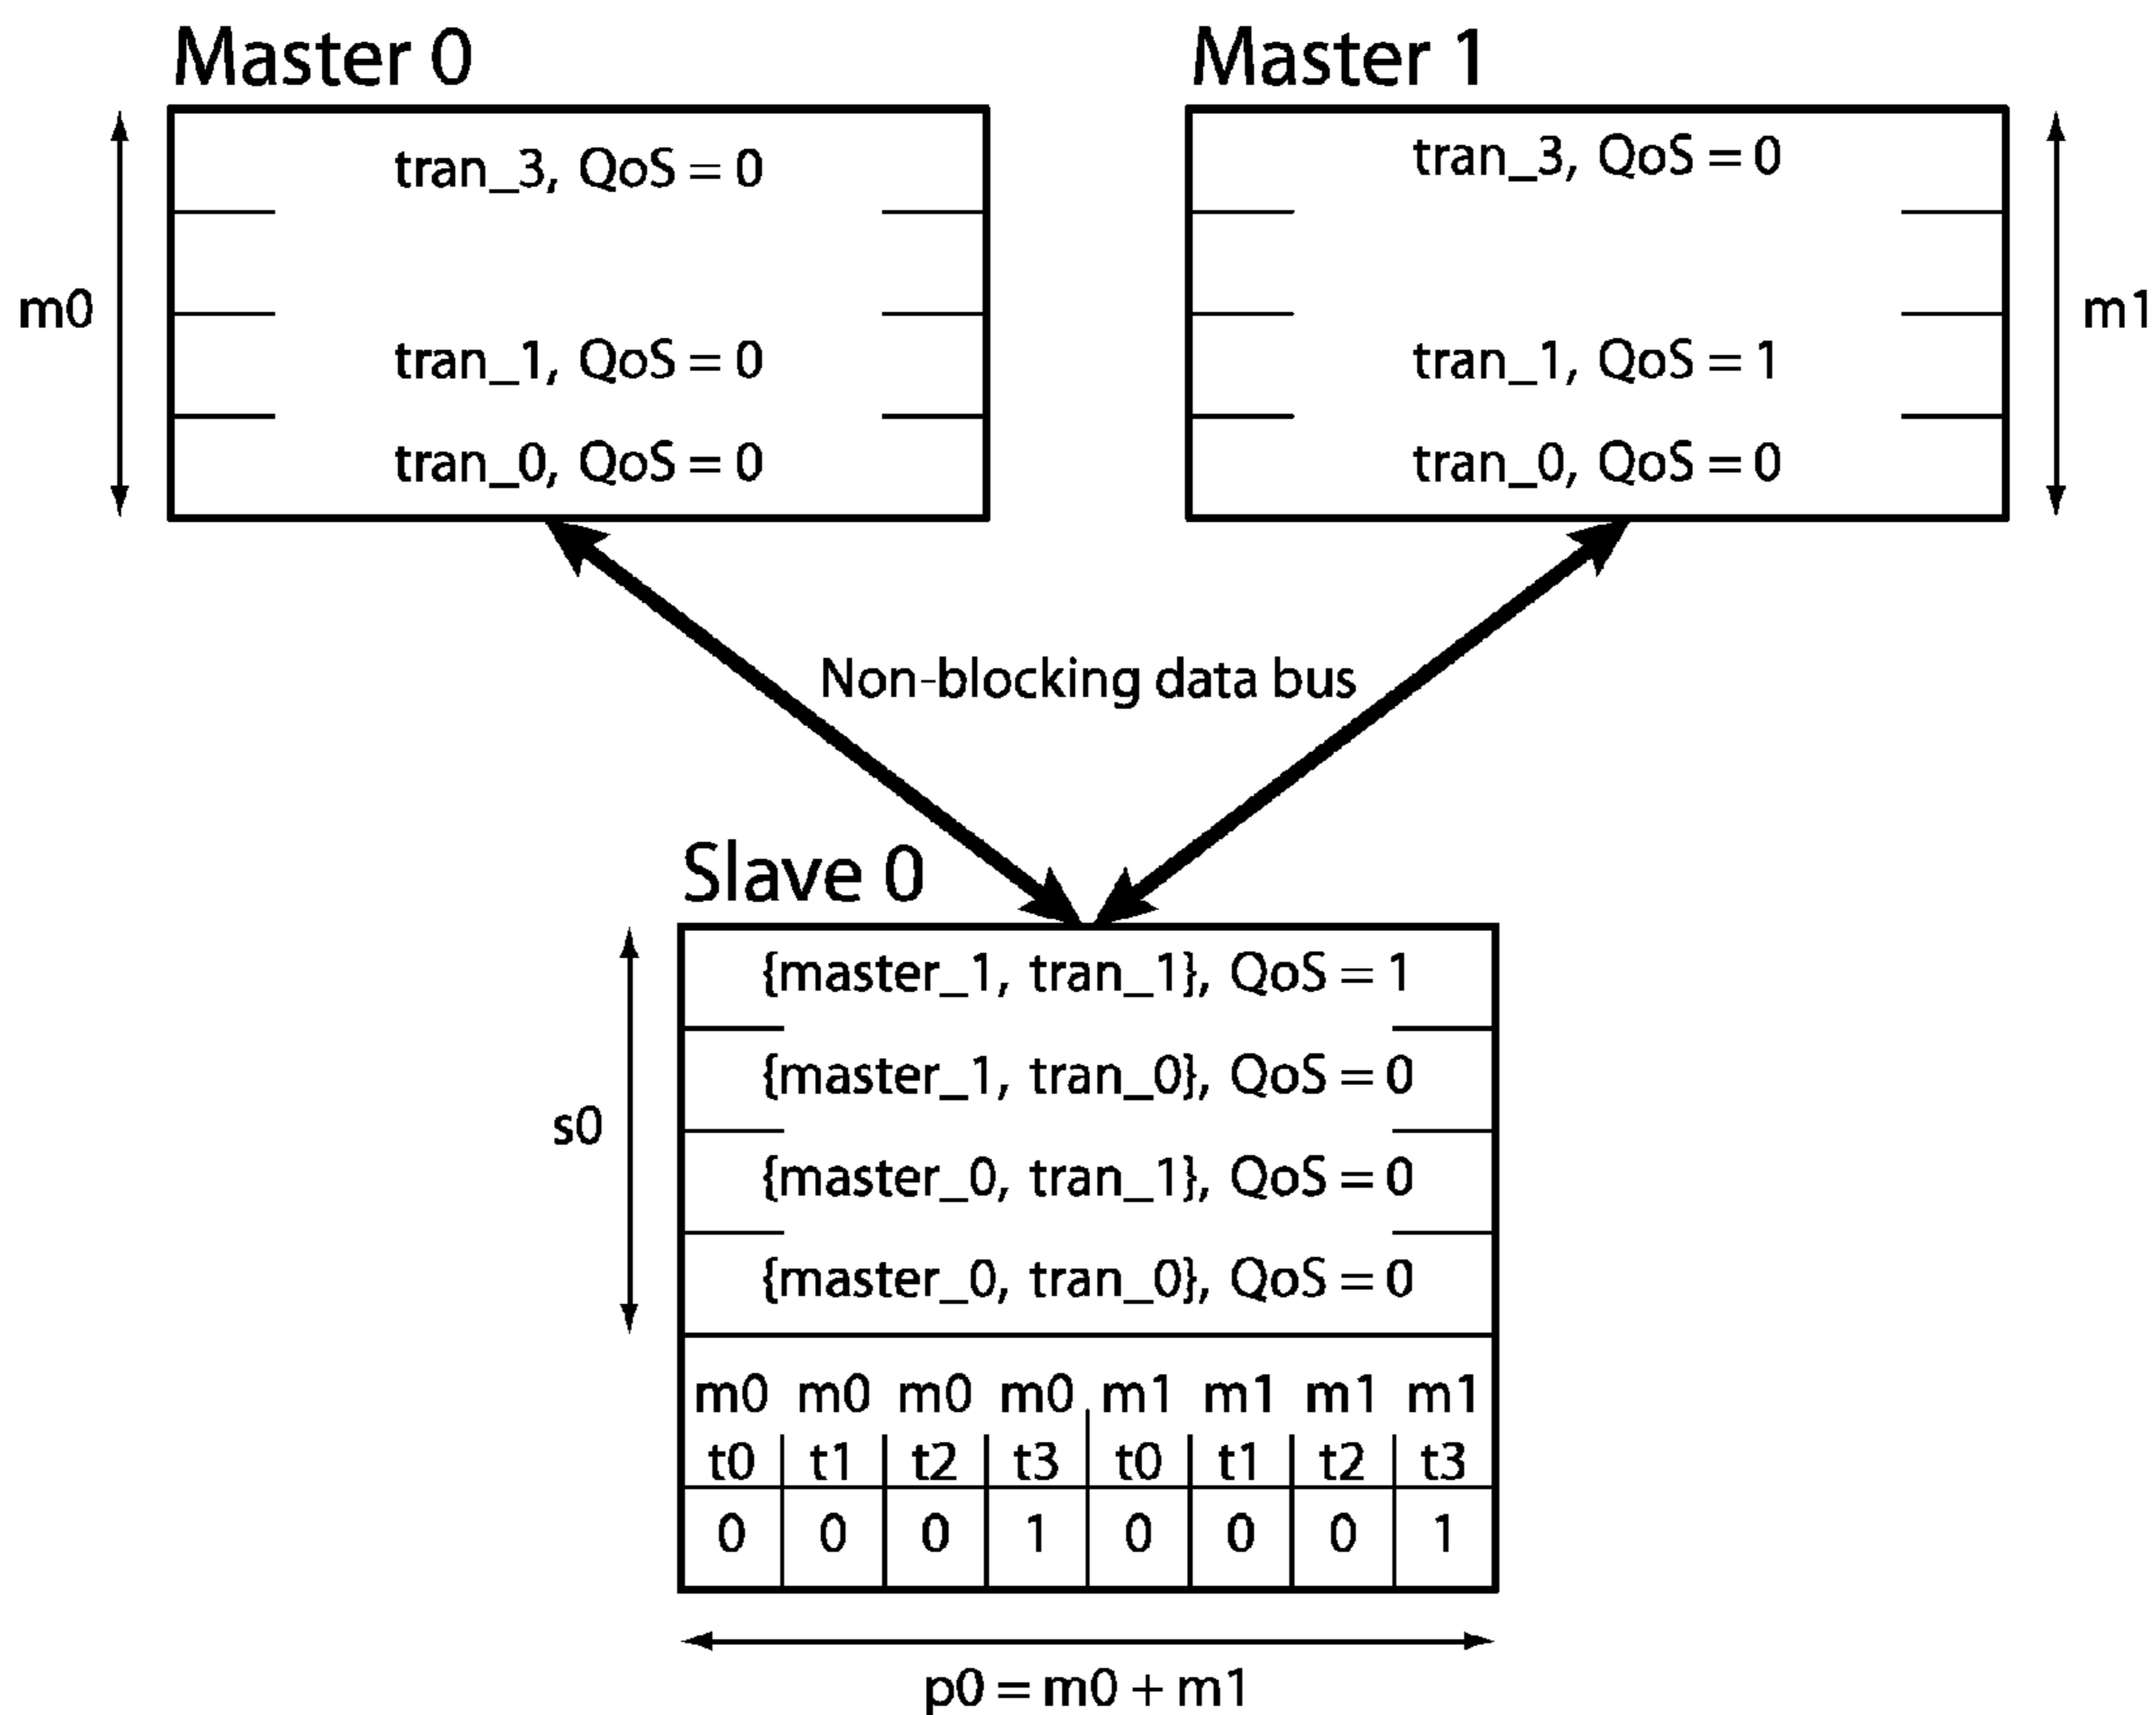 Master 0
Master 1
tran_3, QoS = 0
tran_1, QoS = 0
tran_0, QoS = 0
m0
tran_3, QoS = 0
tran_1, QoS = 1
tran_0, QoS = 0
m1
Non-blocking data bus
Slave 0
{master_1, tran_1}, QoS = 1
{master_1, tran_0}, QoS = 0
{master_0, tran_1}, QoS = 0
{master_0, tran_0}, QoS = 0
s0
m0 m0 m0 m0 m1 m1 m1 m1
t0 t1 t2 t3 t0 t1 t2 t3
0 0 0 1 0 0 0 1
p0 = m0 + m1